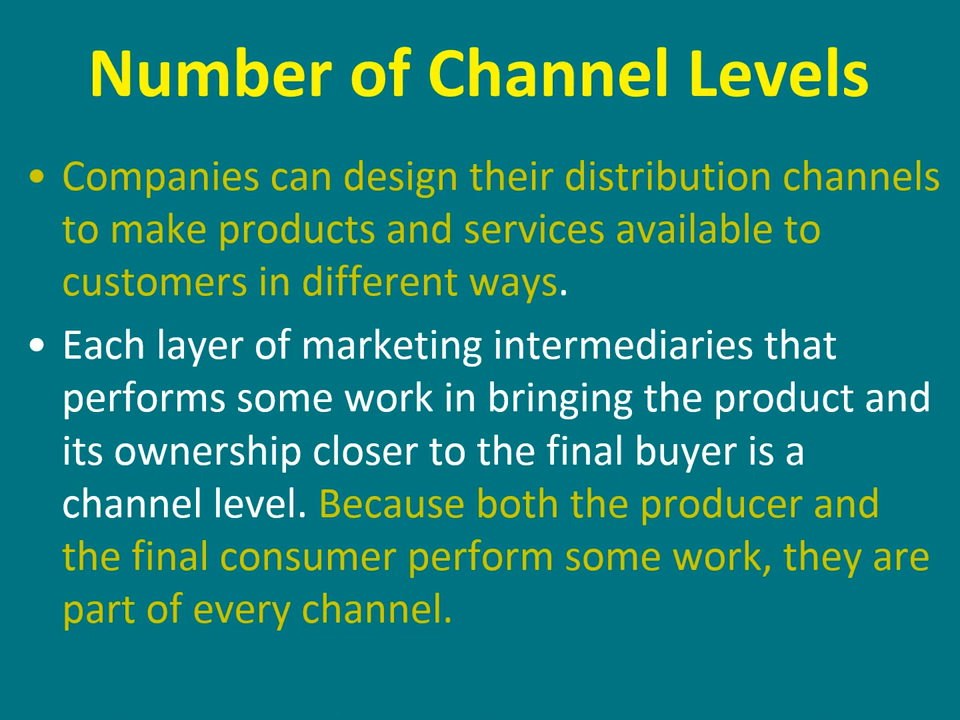 Number of Channel Levels
• Companies can design their distribution channels
to make products and services available to
customers in different ways.
• Each layer of marketing intermediaries that
performs some work in bringing the product and
its ownership closer to the final buyer is a
channel level. Because both the producer and
the final consumer perform some work, they are
part of every channel.